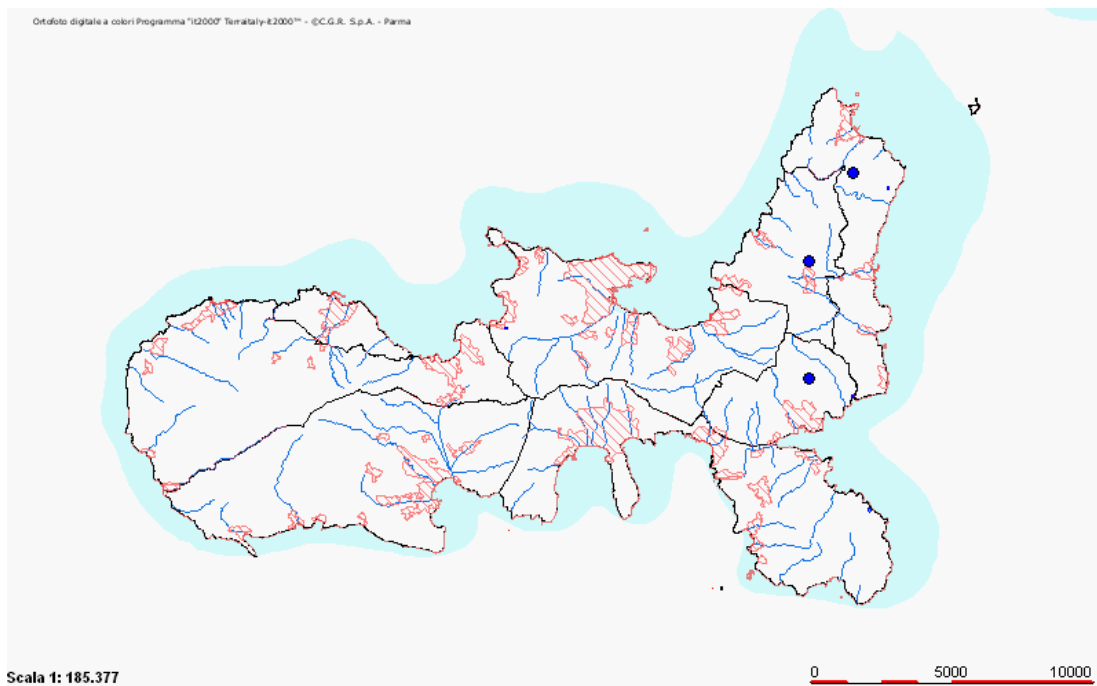 Ortofoto digitale a colori Programma "it2000" Terraitaly-it2000™ - ©C.G.R. S.p.A. - Parma
Scala 1: 185.377
0 5000 10000